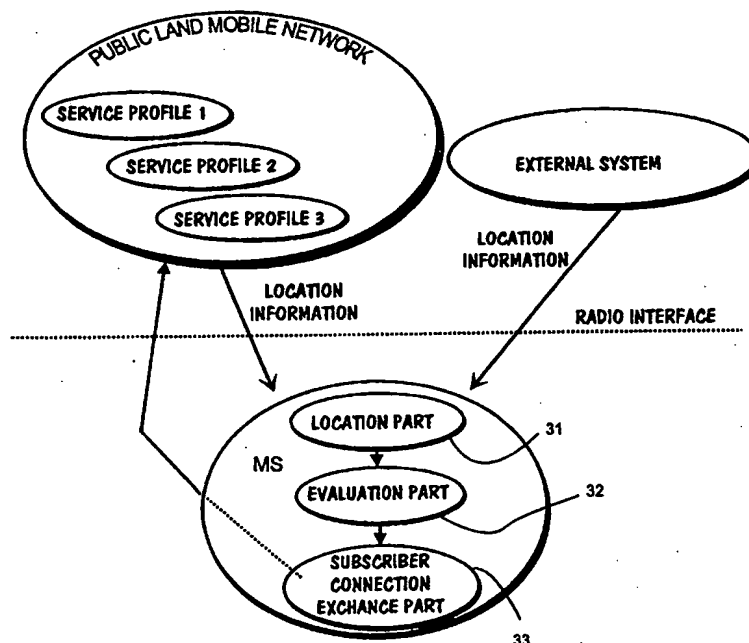 PUBLIC LAND MOBILE NETWORK
SERVICE PROFILE 1
SERVICE PROFILE 2
SERVICE PROFILE 3
EXTERNAL SYSTEM
LOCATION
INFORMATION
LOCATION
INFORMATION
RADIO INTERFACE
LOCATION PART
31
MS
EVALUATION PART
32
SUBSCRIBER
CONNECTION
EXCHANGE PART
33